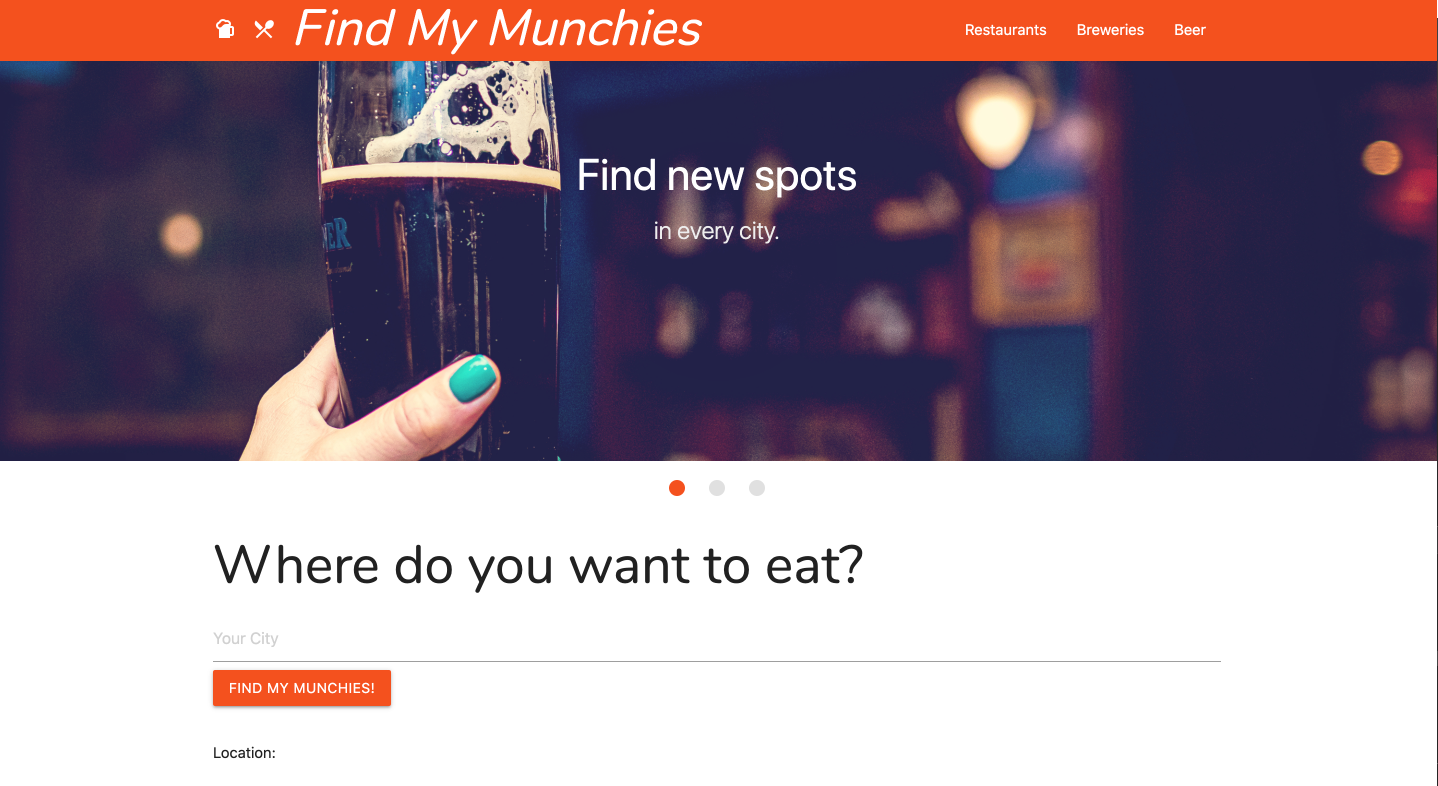 Find My Munchies
Restaurants Breweries Beer
Find new spots
in every city.
Where do you want to eat?
Your City
FIND MY MUNCHIES!
Location: